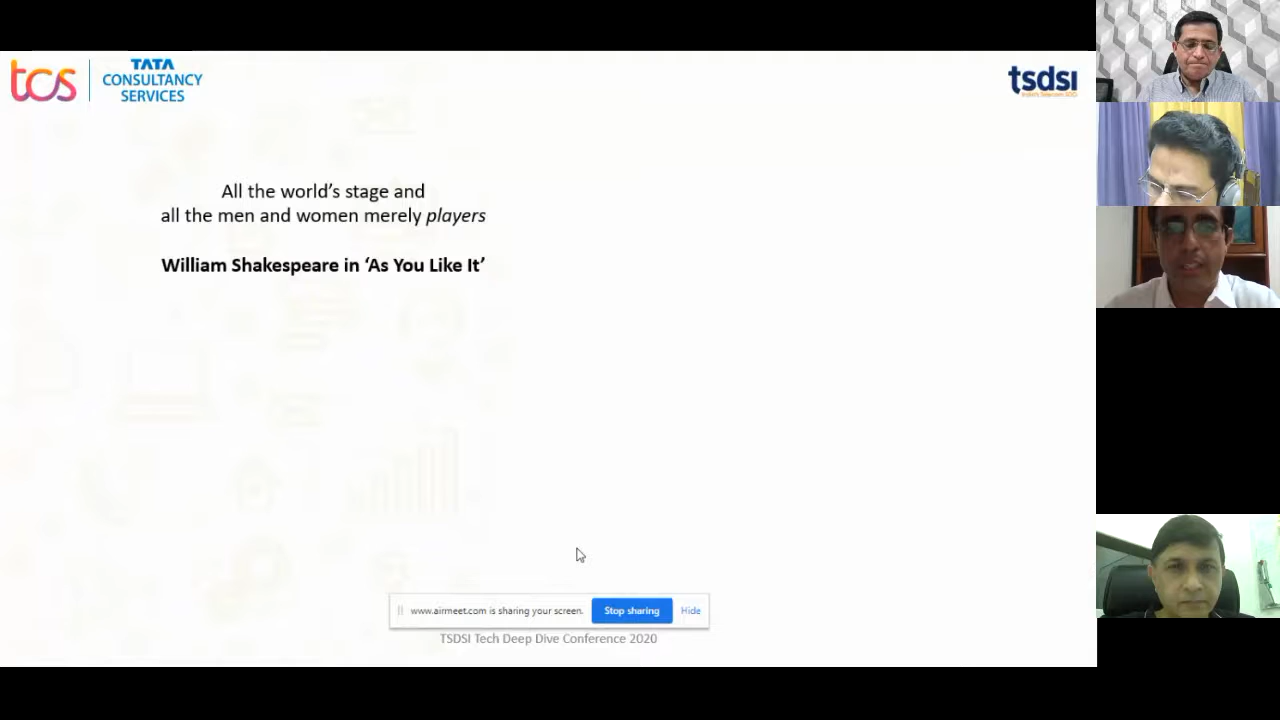 tcs
TATA
CONSULTANCY
SERVICES
tsdsi
All the world's stage and
all the men and women merely players
William Shakespeare in ‘As You Like It’
www.airmeet.com is sharing your screen.
Stop sharing
Hide
TSDSI Tech Deep Dive Conference 2020